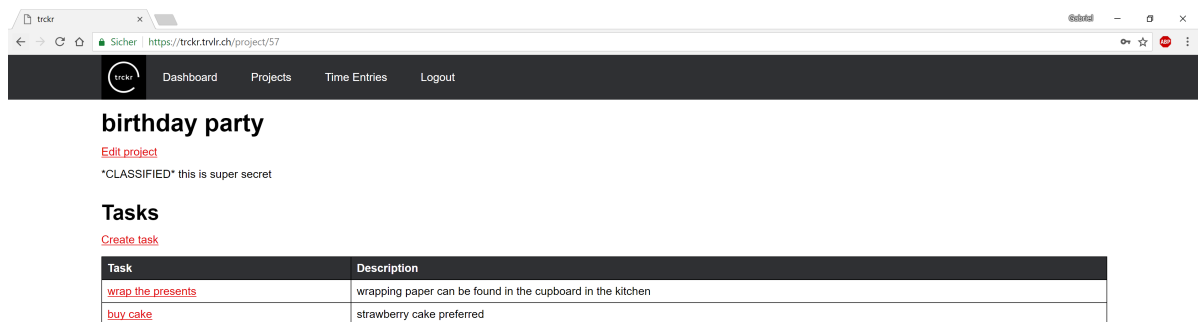 trckr
Gabriel
Sicher https://trckr.trvlr.ch/project/57
ABP
trckr Dashboard Projects Time Entries Logout
birthday party
Edit project
*CLASSIFIED* this is super secret
Tasks
Create task
Task Description
wrap the presents wrapping paper can be found in the cupboard in the kitchen
buy cake strawberry cake preferred